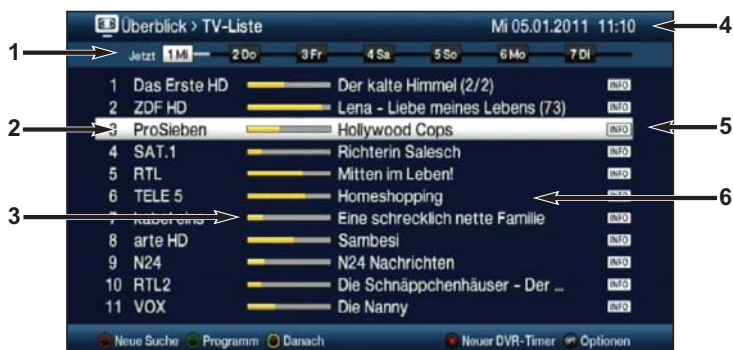 Überblick > TV-Liste Mi 05.01.2011 11:10 4
1 Jetzt 1 Mi 2 Do 3 Fr 4 Sa 5 So 6 Mo 7 Di
1 Das Erste HD Der kalte Himmel (2/2) INFO
2 ZDF HD Lena - Liebe meines Lebens (73) INFO
2 3 ProSieben Hollywood Cops INFO 5
4 SAT.1 Richterin Salesch INFO
5 RTL Mitten im Leben! INFO
6 TELE 5 Homeshopping INFO 6
3 7 kabel eins Eine schrecklich nette Familie INFO
8 arte HD Sambesi INFO
9 N24 N24 Nachrichten INFO
10 RTL2 Die Schnäppchenhäuser - Der ... INFO
11 VOX Die Nanny INFO
Neue Suche Programm Danach Neuer DVR-Timer Optionen